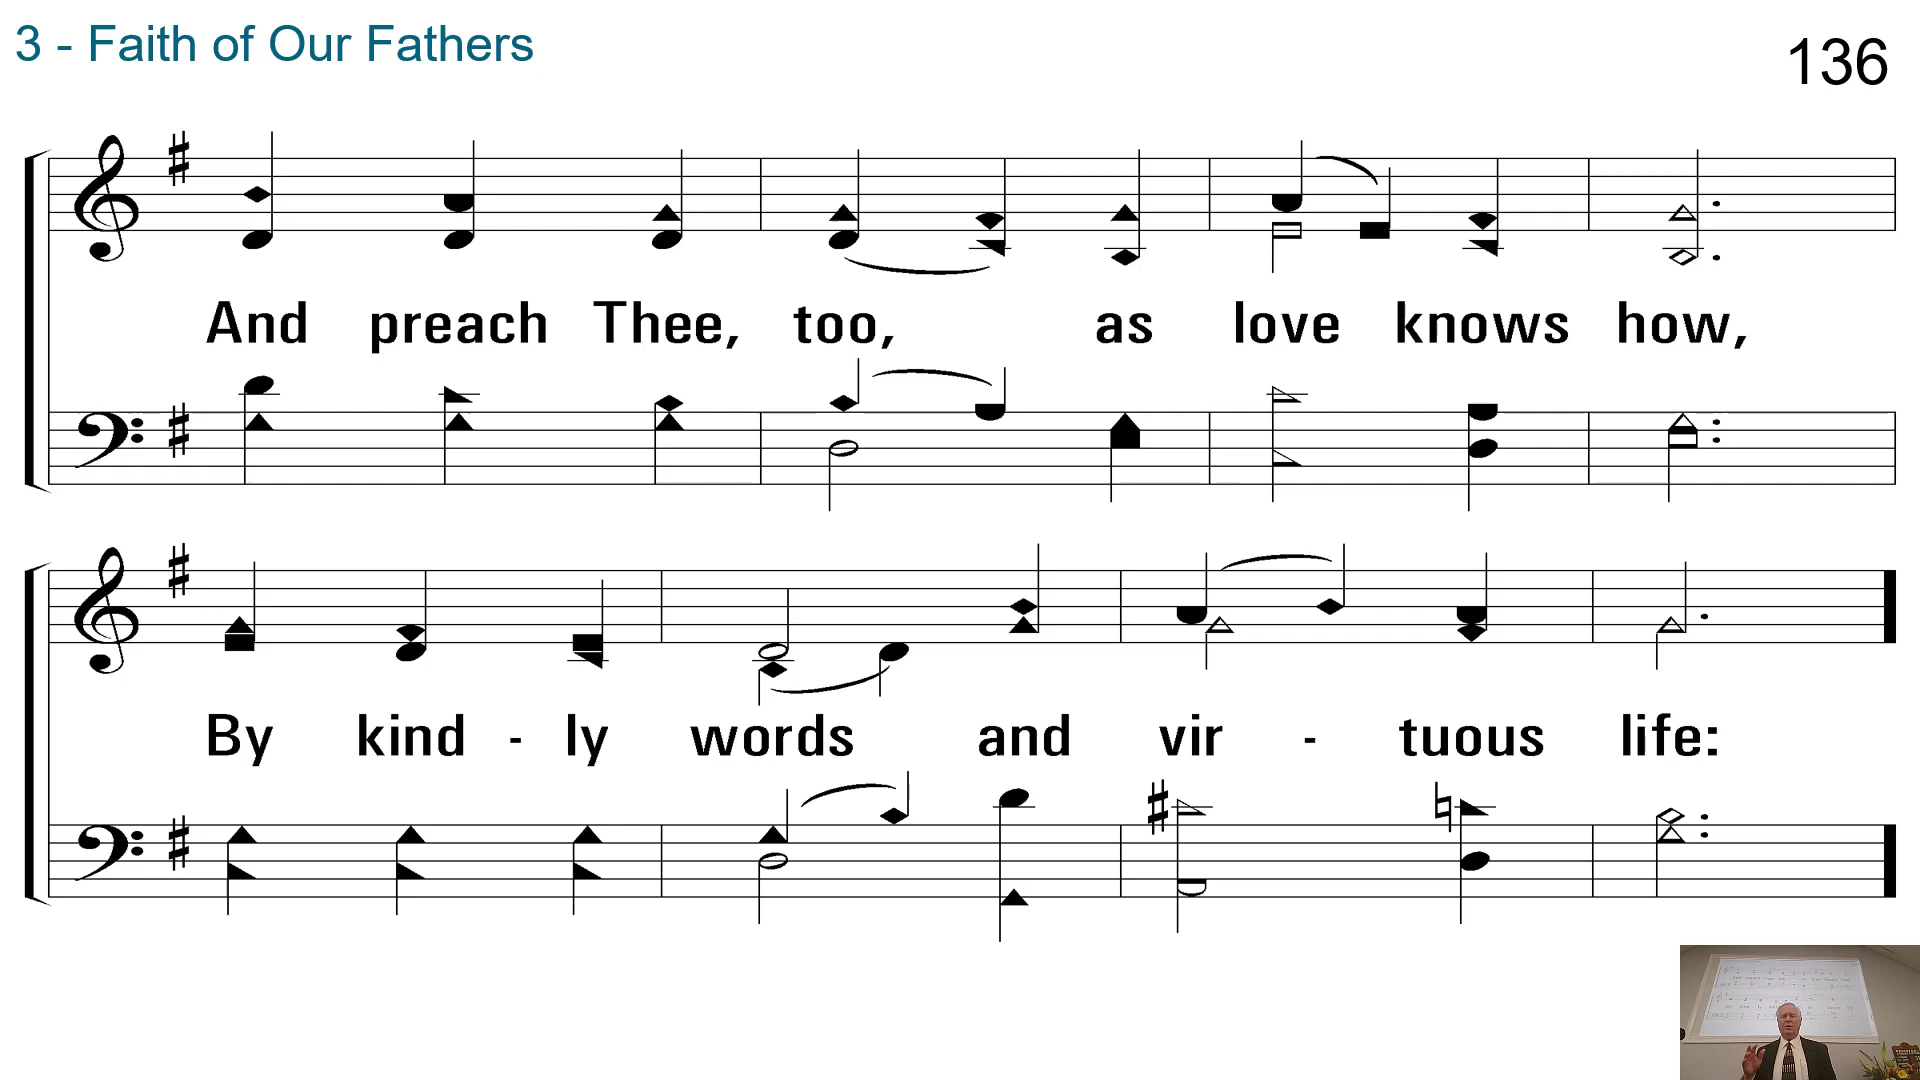 3 - Faith of Our Fathers
136
And preach Thee, too, as love knows how,
By kind - ly words and vir - tuous life: